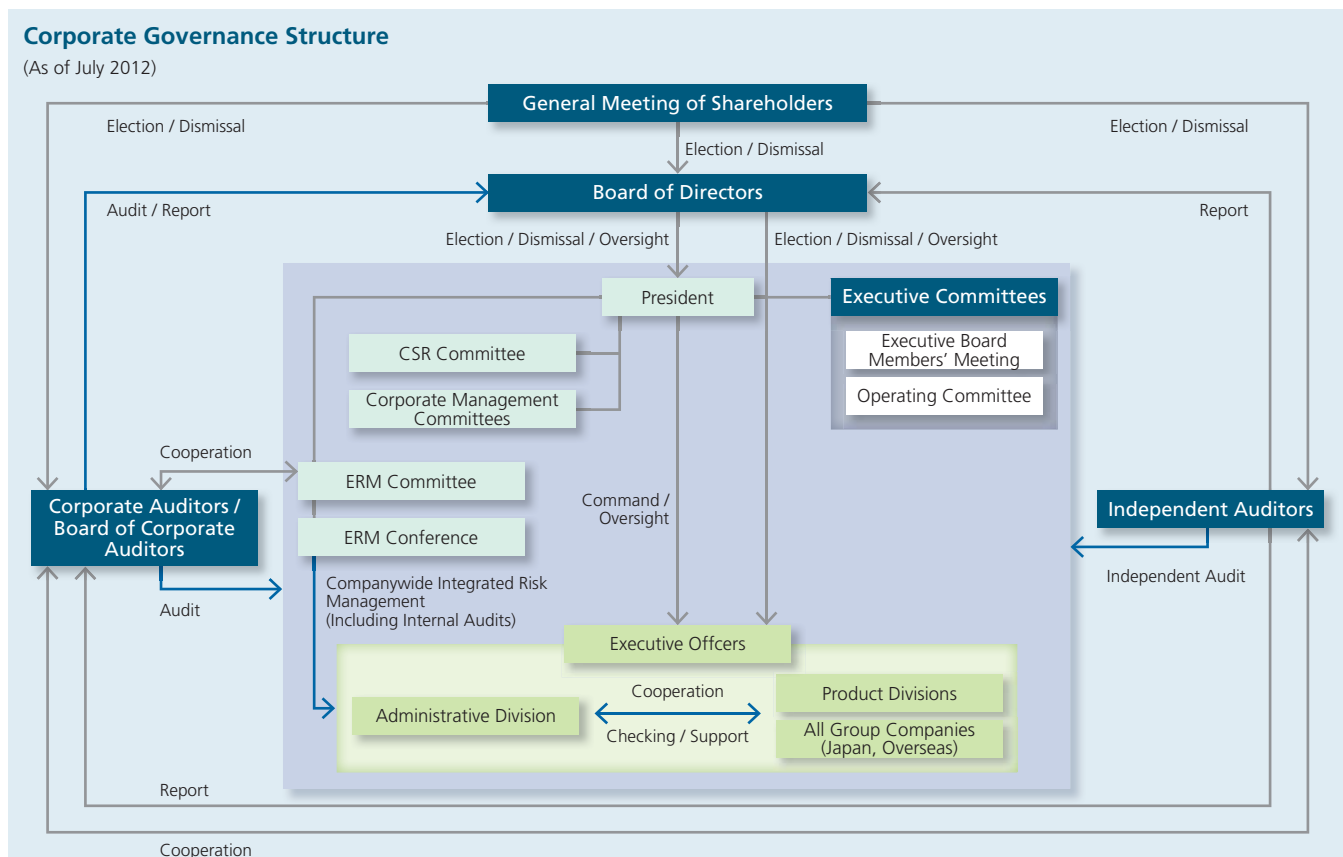 Corporate Governance Structure
(As of July 2012)
General Meeting of Shareholders
Election / Dismissal
Election / Dismissal
Election / Dismissal
Board of Directors
Audit / Report
Report
Election / Dismissal / Oversight
Election / Dismissal / Oversight
President
Executive Committees
Executive Board
Members' Meeting
Operating Committee
CSR Committee
Corporate Management
Committees
Cooperation
ERM Committee
ERM Conference
Command /
Oversight
Corporate Auditors /
Board of Corporate
Auditors
Independent Auditors
Audit
Independent Audit
Companywide Integrated Risk
Management
(Including Internal Audits)
Executive Offcers
Administrative Division
Cooperation
Checking / Support
Product Divisions
All Group Companies
(Japan, Overseas)
Report
Cooperation